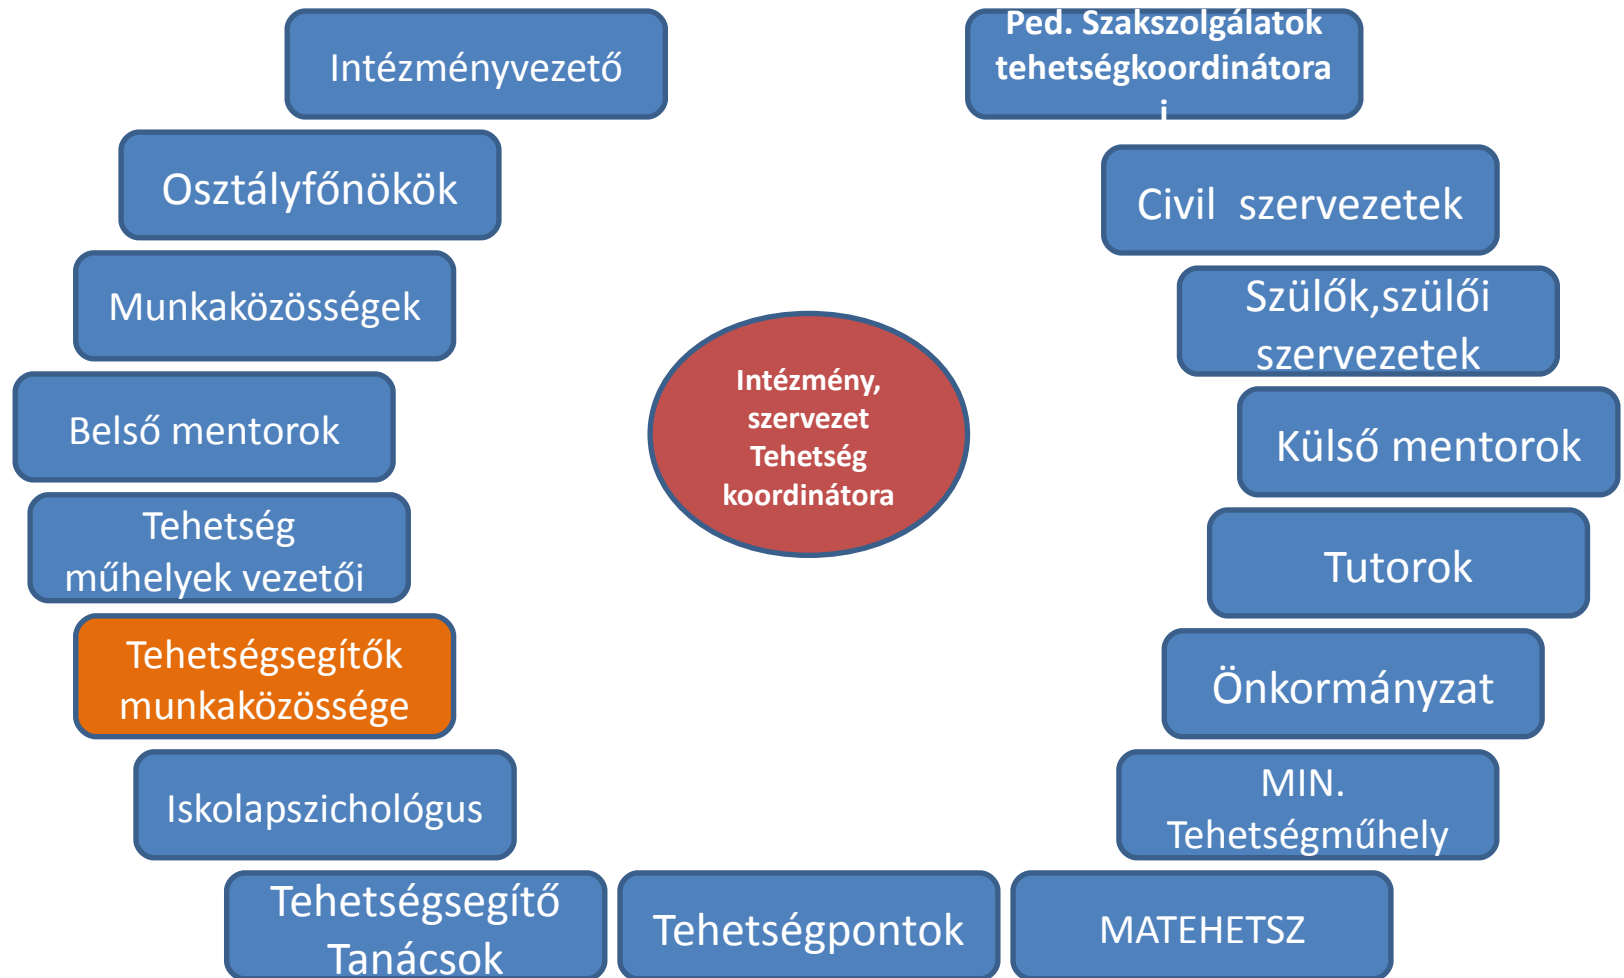 Intézményvezető
Ped. Szakszolgálatok
tehetségkoordinátora
i
Osztályfőnökök
Civil  szervezetek
Munkaközösségek
Szülők,szülői
szervezetek
Belső mentorok
Intézmény,
szervezet
Tehetség
koordinátora
Külső mentorok
Tehetség
műhelyek vezetői
Tutorok
Tehetségsegítők
munkaközössége
Önkormányzat
Iskolapszichológus
MIN.
Tehetségműhely
Tehetségsegítő
Tanácsok
Tehetségpontok
MATEHETSZ